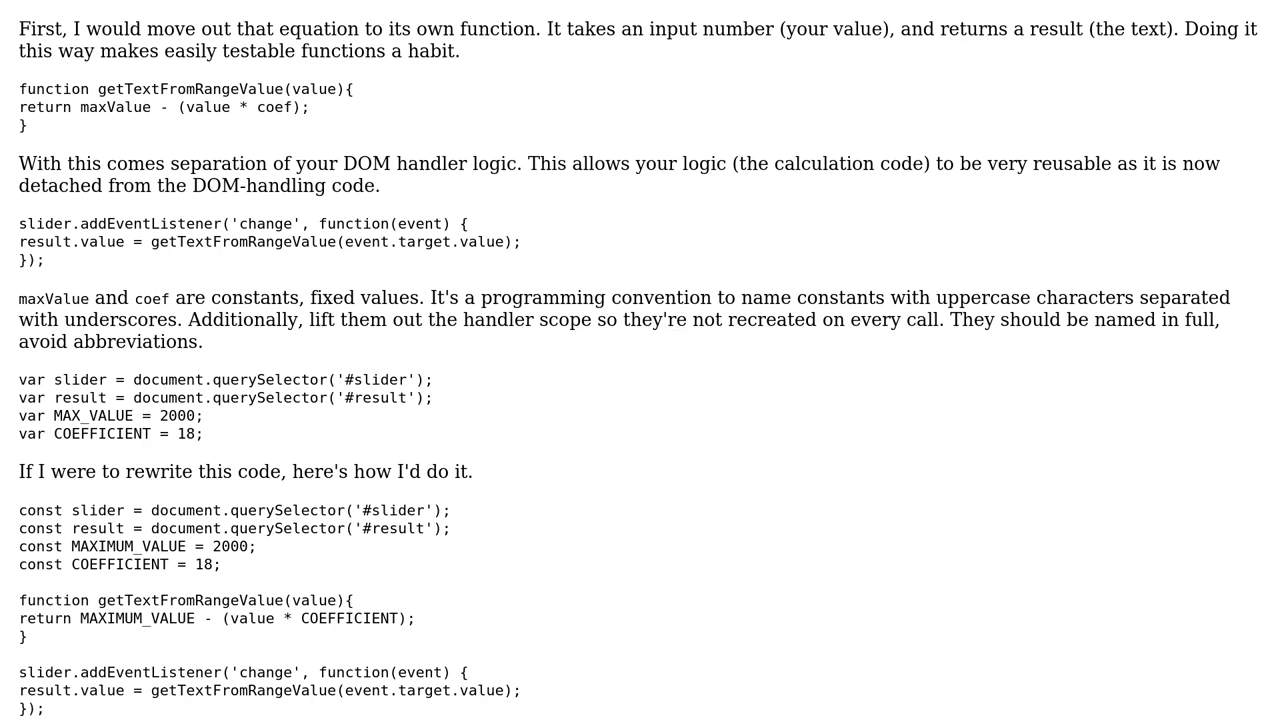 First, I would move out that equation to its own function. It takes an input number (your value), and returns a result (the text). Doing it
this way makes easily testable functions a habit.
function getTextFromRangeValue(value){
return maxValue - (value * coef);
}
With this comes separation of your DOM handler logic. This allows your logic (the calculation code) to be very reusable as it is now
detached from the DOM-handling code.
slider.addEventListener('change', function(event) {
result.value = getTextFromRangeValue(event.target.value);
});
maxValue and coef are constants, fixed values. It's a programming convention to name constants with uppercase characters separated
with underscores. Additionally, lift them out the handler scope so they're not recreated on every call. They should be named in full,
avoid abbreviations.
var slider = document.querySelector('#slider');
var result = document.querySelector('#result');
var MAX_VALUE = 2000;
var COEFFICIENT = 18;
If I were to rewrite this code, here's how I'd do it.
const slider = document.querySelector('#slider');
const result = document.querySelector('#result');
const MAXIMUM_VALUE = 2000;
const COEFFICIENT = 18;
function getTextFromRangeValue(value){
return MAXIMUM_VALUE - (value * COEFFICIENT);
}
slider.addEventListener('change', function(event) {
result.value = getTextFromRangeValue(event.target.value);
});